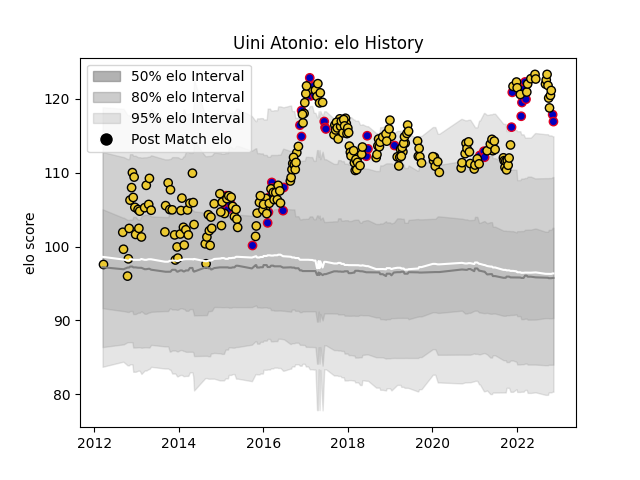 Uini Atonio: elo History
50% elo Interval
80% elo Interval
95% elo Interval
Post Match elo
elo score
120
110
100
90
80
2012
2014
2016
2018
2020
2022